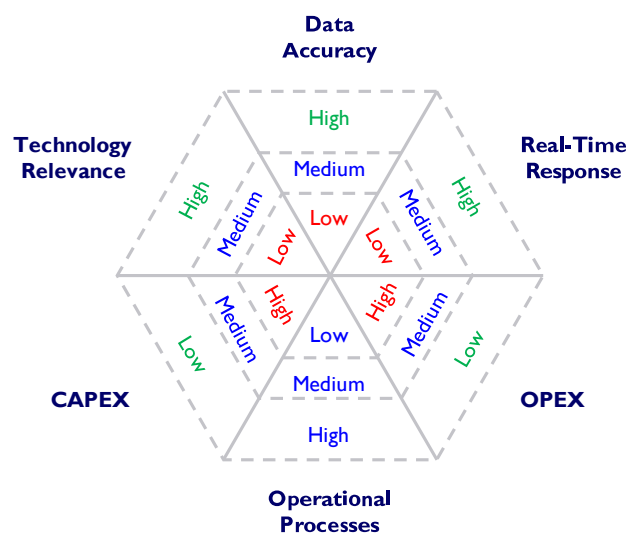 Data
Accuracy
Technology
Relevance
Real-Time
Response
High
Medium
Low
High
Medium
Low
Low
Medium
High
High
Medium
Low
High
Medium
Low
Low
Medium
High
CAPEX
OPEX
Operational
Processes